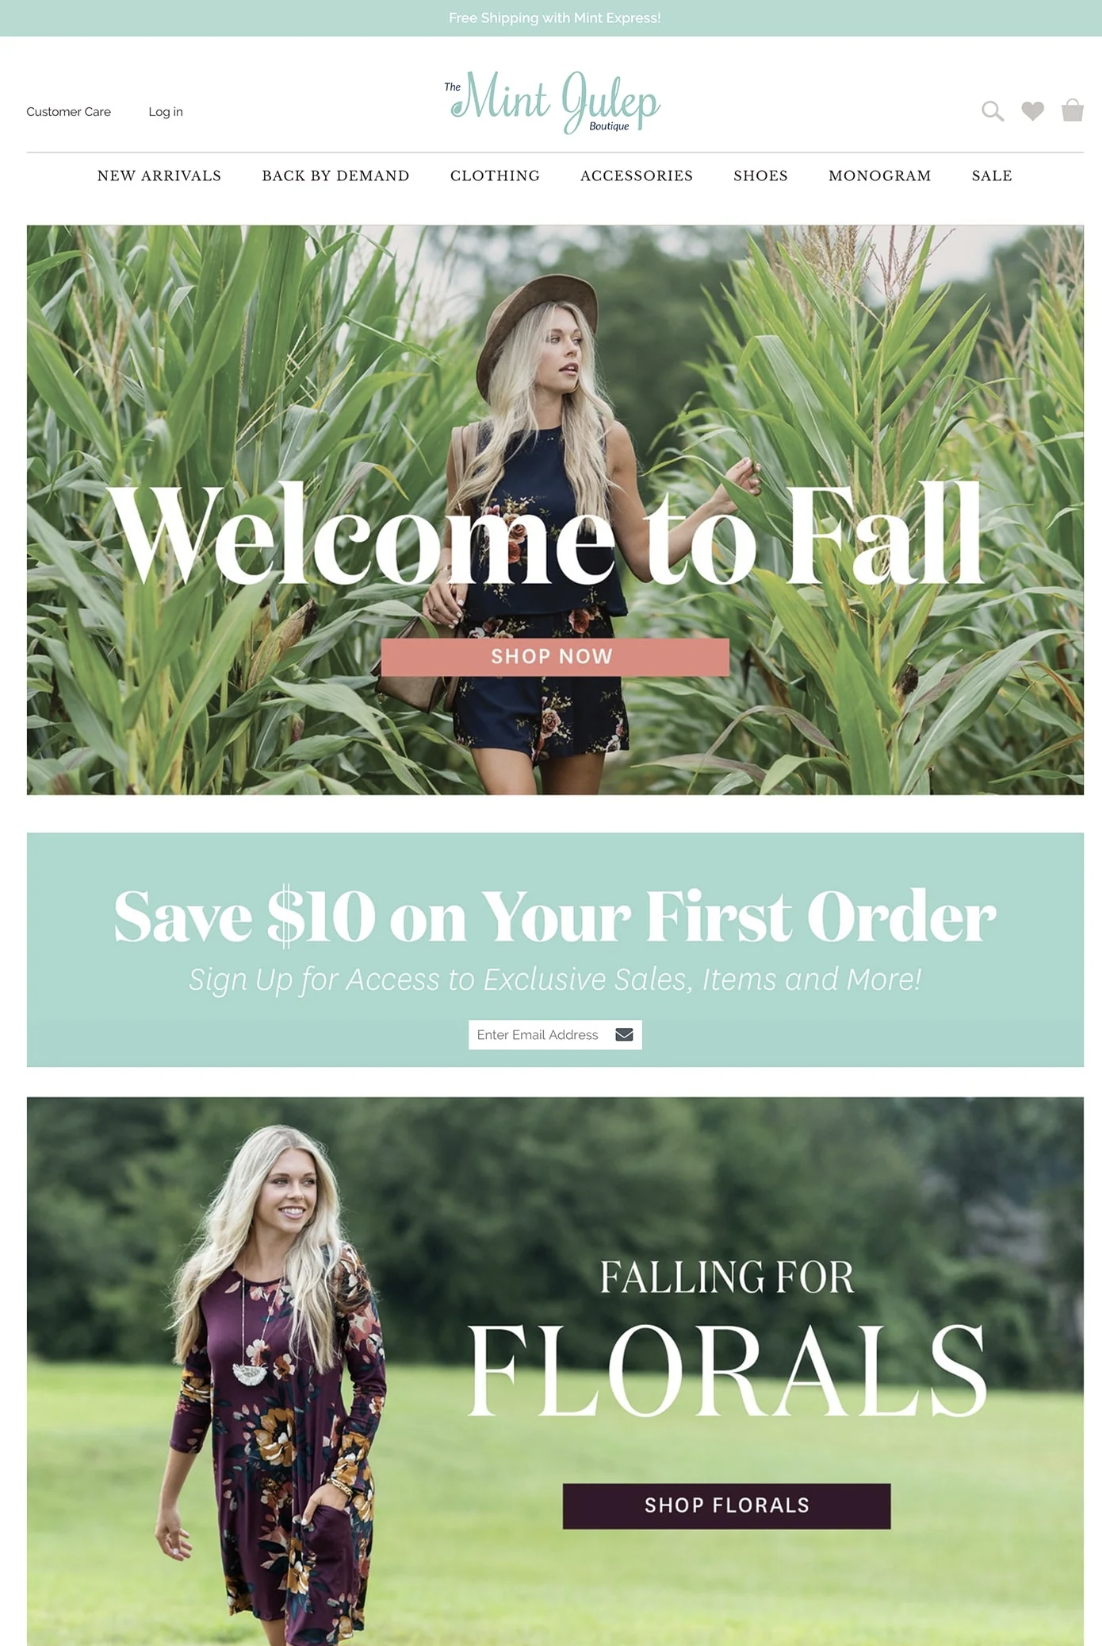 Free Shipping with Mint Express!
Customer Care
Log in
The Mint Julep
Boutique
NEW ARRIVALS
BACK BY DEMAND
CLOTHING
ACCESSORIES
SHOES
MONOGRAM
SALE
Welcome to Fall
SHOP NOW
Save $10 on Your First Order
Sign Up for Access to Exclusive Sales, Items and More!
Enter Email Address
FALLING FOR
FLORALS
SHOP FLORALS